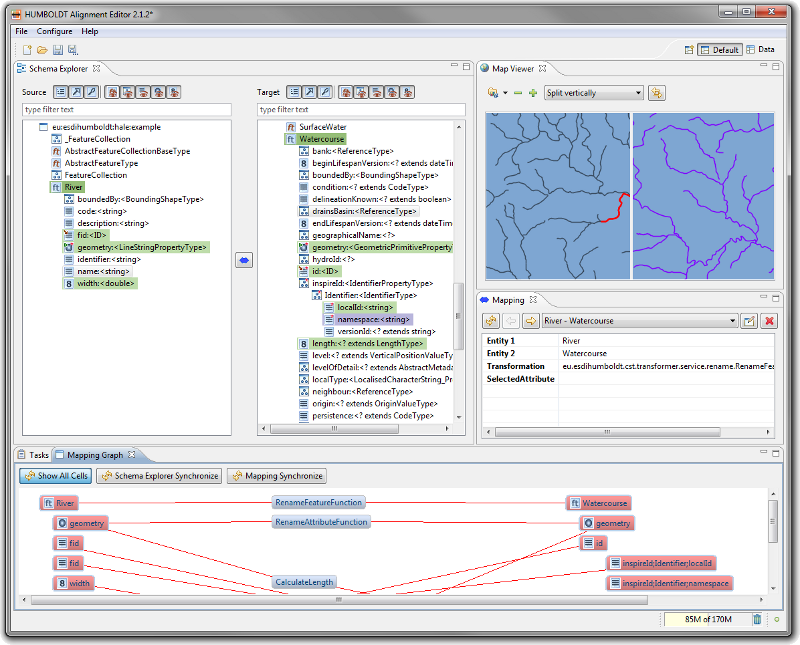 HUMBOLDT Alignment Editor 2.1.2*
File Configure Help
Default Data
Schema Explorer
Source
Target
type filter text
type filter text
eu:esdihumboldt:hale:example
_FeatureCollection
AbstractFeatureCollectionBaseType
AbstractFeatureType
FeatureCollection
River
boundedBy:<BoundingShapeType>
code:<string>
description:<string>
fid:<ID>
geometry:<LineStringPropertyType>
identifier:<string>
name:<string>
width:<double>
SurfaceWater
Watercourse
bank:<ReferenceType>
beginLifespanVersion:<? extends dateTim
boundedBy:<BoundingShapeType>
condition:<? extends CodeType>
delineationKnown:<? extends boolean>
drainsBasin:<ReferenceType>
endLifespanVersion:<? extends dateTime
geographicalName:<?>
geometry:<GeometricPrimitiveProperty
hydroId:<?>
id:<ID>
inspireId:<IdentifierPropertyType>
Identifier:<IdentifierType>
localId:<string>
namespace:<string>
versionId:<? extends string>
length:<? extends LengthType>
level:<? extends VerticalPositionValueTy
levelOfDetail:<? extends AbstractMetada
localType:<LocalisedCharacterString_Pr
neighbour:<ReferenceType>
origin:<? extends OriginValueType>
persistence:<? extends CodeType>
Map Viewer
Split vertically
Mapping
River - Watercourse
Entity 1 River
Entity 2 Watercourse
Transformation eu.esdihumboldt.cst.transformer.service.rename.RenameFea
SelectedAttribute
Tasks Mapping Graph
Show All Cells Schema Explorer Synchronize Mapping Synchronize
River RenameFeatureFunction Watercourse
geometry RenameAttributeFunction geometry
fid id
fid inspireId;Identifier;localId
width CalculateLength inspireId;Identifier;namespace
85M of 170M